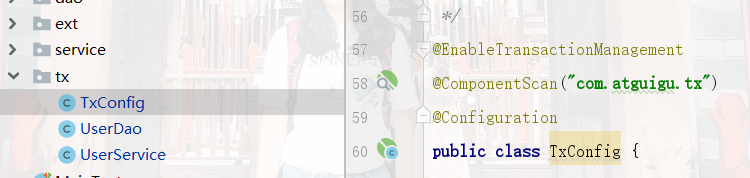 dao
ext
service
tx
TxConfig
UserDao
UserService
56 */
57 @EnableTransactionManagement
58 @ComponentScan("com.atguigu.tx")
59 @Configuration
60 public class TxConfig {